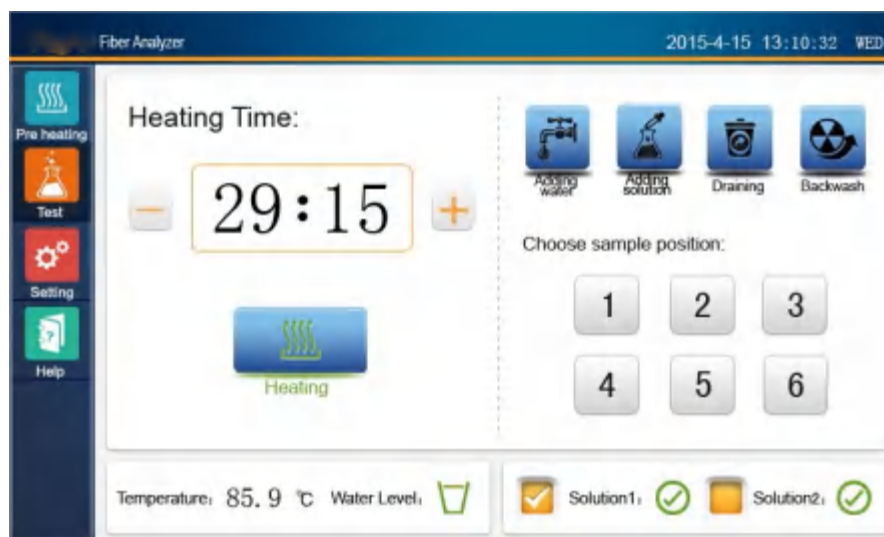 Fiber Analyzer
2015-4-15 13:10:32 WED
Pre heating
Test
Setting
Help
Heating Time:
29:15
Heating
Adding water
Adding solution
Draining
Backwash
Choose sample position:
1 2 3
4 5 6
Temperature: 85.9 ℃ Water Level:
Solution1: Solution2: